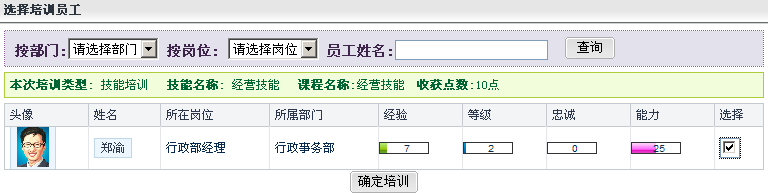 选择培训员工
按部门: 请选择部门 按岗位: 请选择岗位 员工姓名: 查询
本次培训类型: 技能培训 技能名称: 经营技能 课程名称:经营技能 收获点数:10点
头像 姓名 所在岗位 所属部门 经验 等级 忠诚 能力 选择
郑渝 行政部经理 行政事务部 7 2 0 25
确定培训